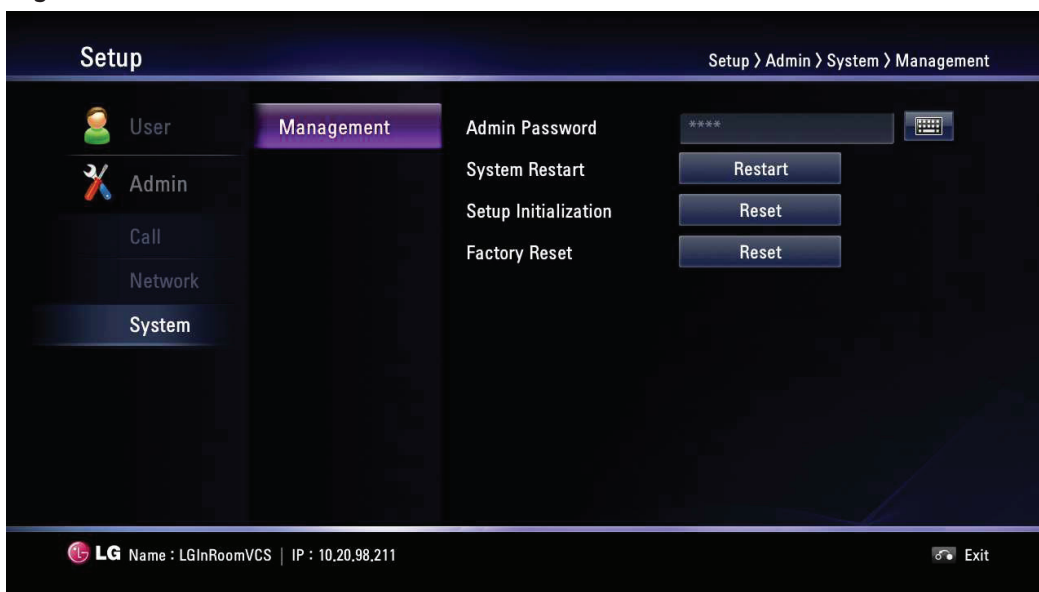 Setup
Setup > Admin > System > Management
User
Admin
Call
Network
System
Management
Admin Password ****
System Restart Restart
Setup Initialization Reset
Factory Reset Reset
LG Name : LGInRoomVCS | IP : 10.20.98.211
Exit